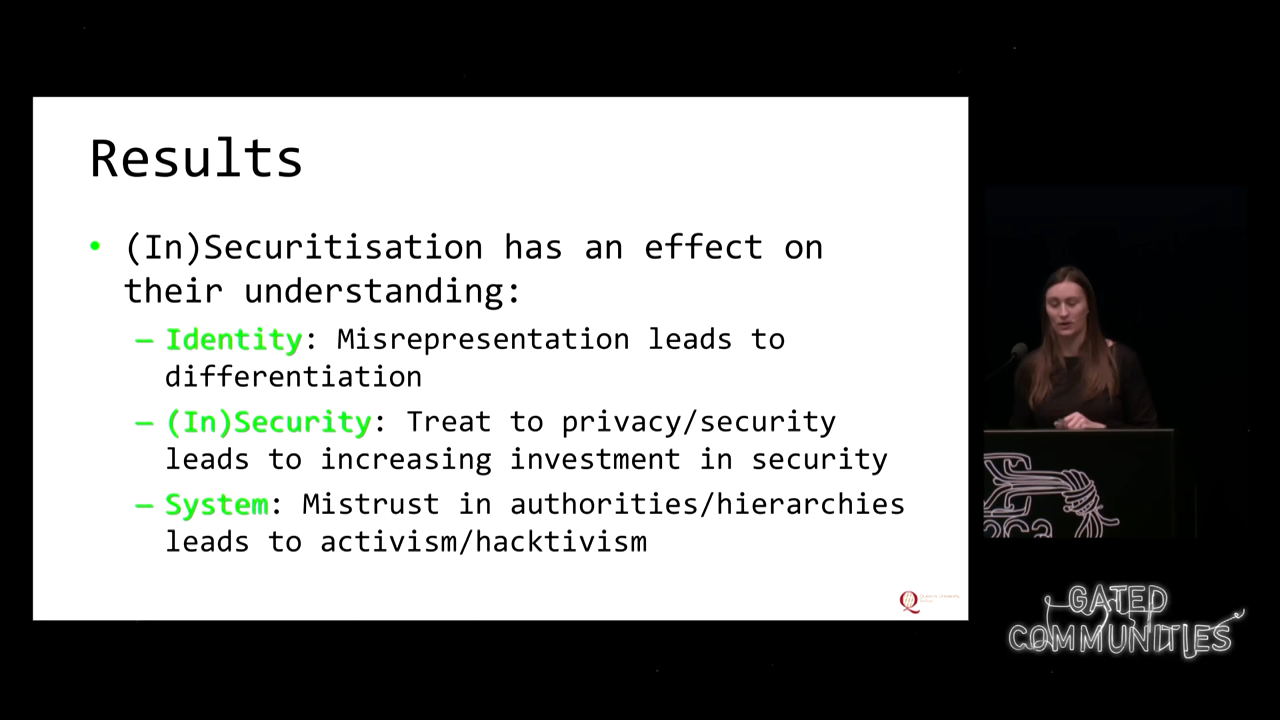 Results
• (In)Securitisation has an effect on
their understanding:
– Identity: Misrepresentation leads to
differentiation
– (In)Security: Treat to privacy/security
leads to increasing investment in security
– System: Mistrust in authorities/hierarchies
leads to activism/hacktivism
GATED
COMMUNITIES